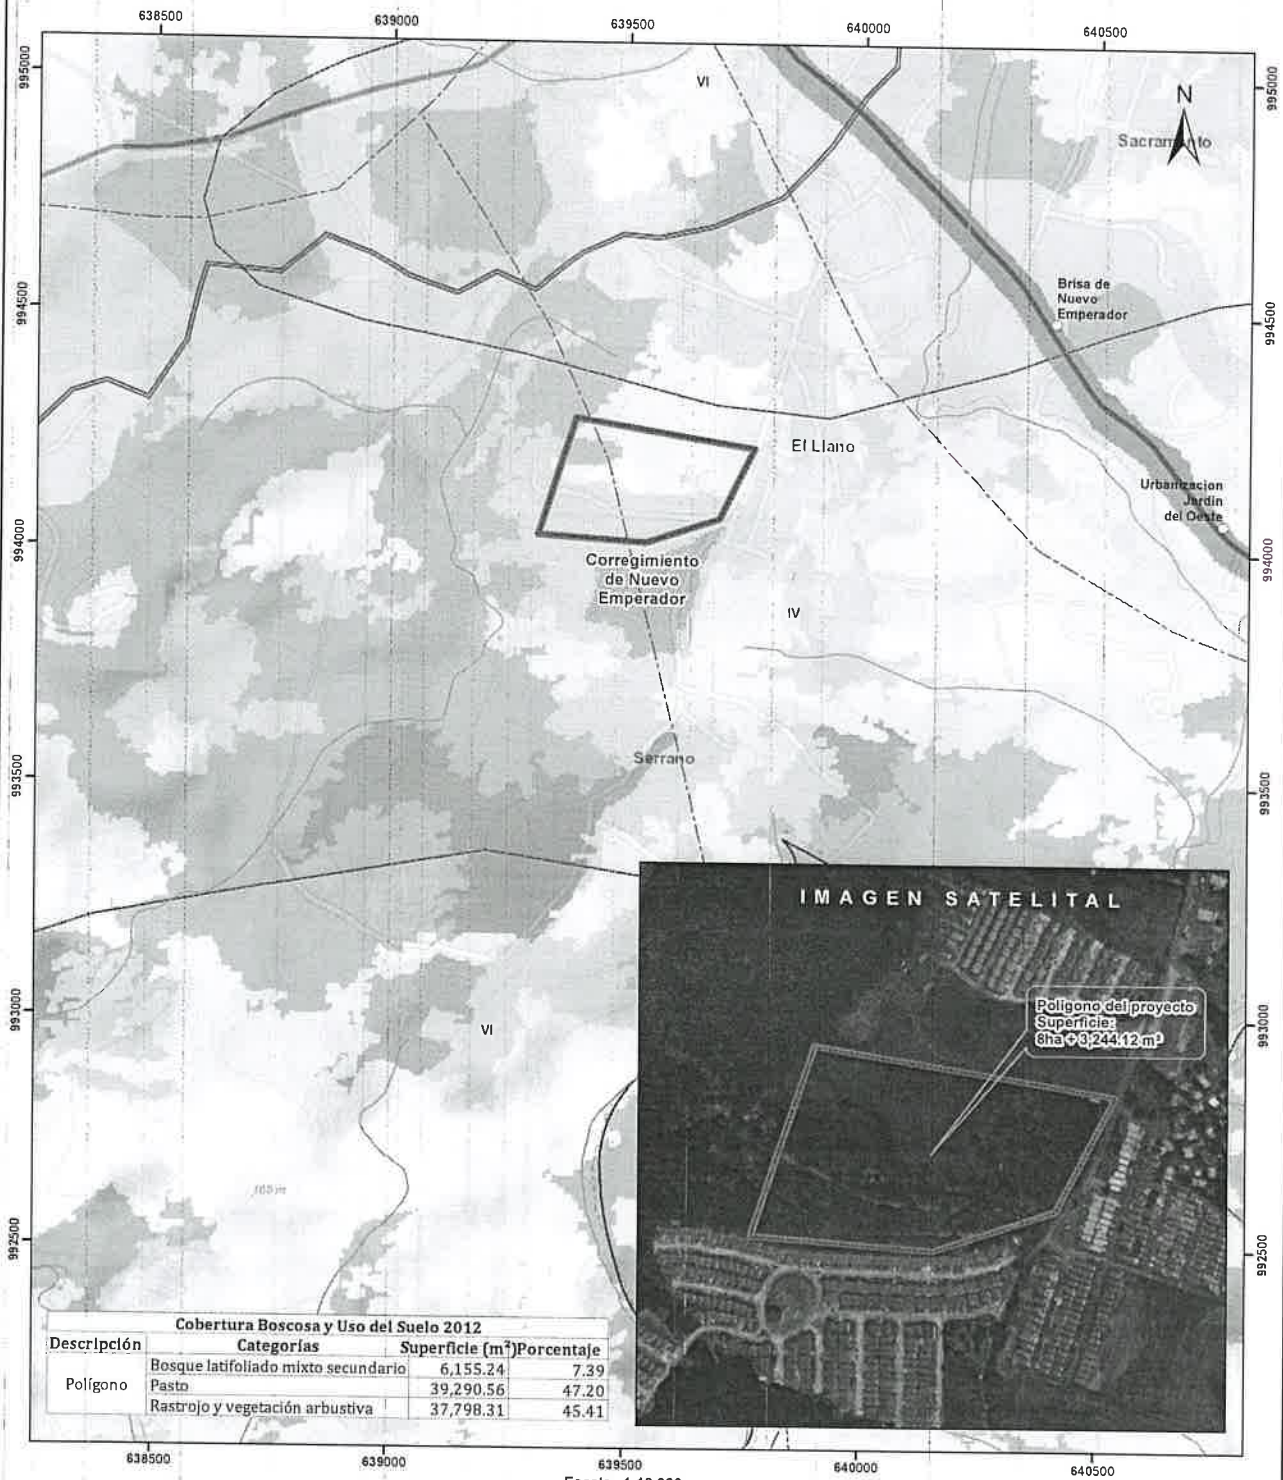 638500
639000
639500
640000
640500
995000
995000
VI
N
Sacramento
994500
994500
Brisa de
Nuevo
Emperador
El Llano
Urbanizacion
Jardin
del Oeste
994000
994000
Corregimiento
de Nuevo
Emperador
IV
993500
993500
Serrano
IMAGEN SATELITAL
Poligono del proyecto
Superficie:
8ha + 3,244.12 m²
993000
993000
VI
165 m
992500
992500
Cobertura Boscosa y Uso del Suelo 2012
Descripción Categorías Superficie (m²) Porcentaje
Polígono
Bosque latifoliado mixto secundario 6,155.24 7.39
Pasto 39,290.56 47.20
Rastrojo y vegetación arbustiva 37,798.31 45.41
638500
639000
639500
640000
640500